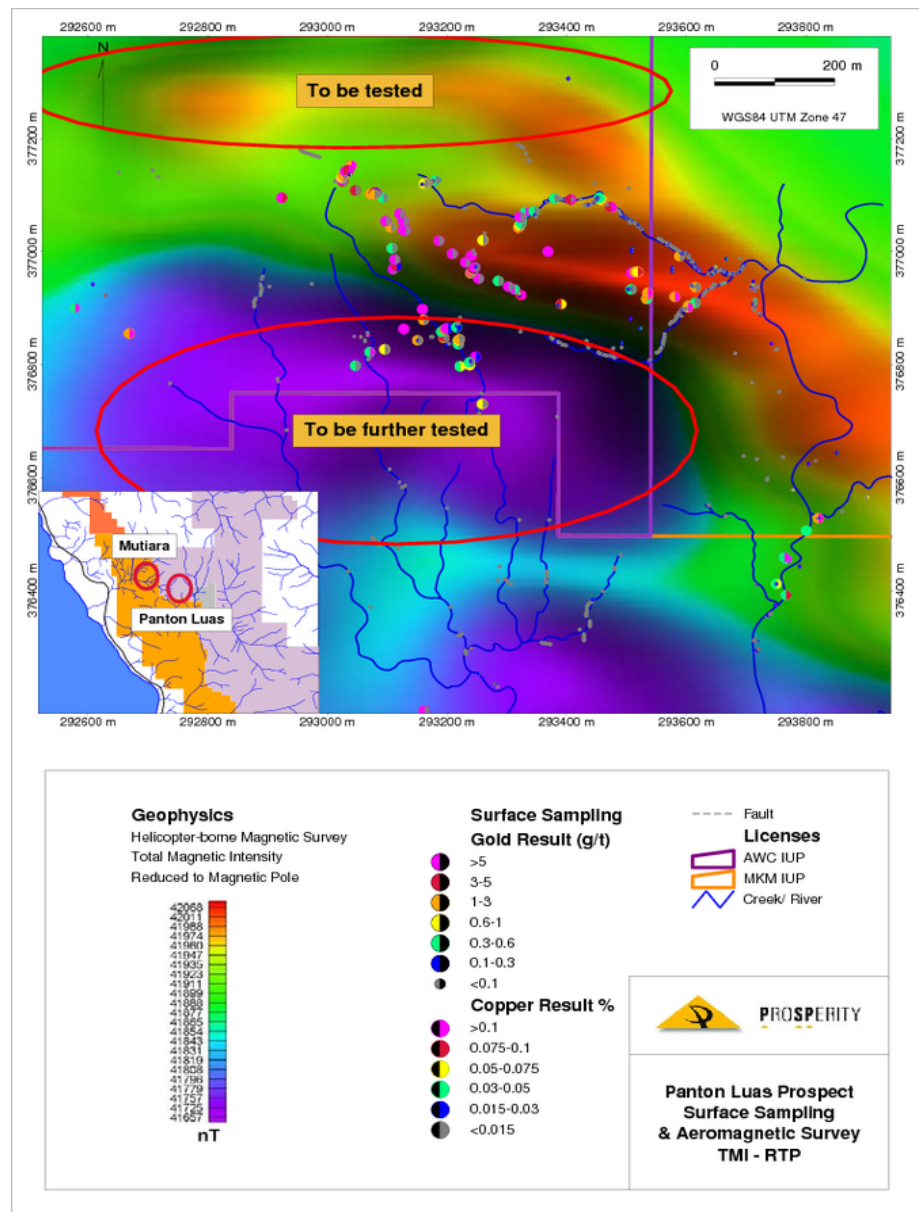 292600 m 292800 m 293000 m 293200 m 293400 m 293600 m 293800 m
N
To be tested
0 200 m
WGS84 UTM Zone 47
377200 m
377200 m
377000 m
377000 m
376800 m
376800 m
To be further tested
376600 m
376600 m
Mutiara
Panton Luas
376400 m
376400 m
292600 m 292800 m 293000 m 293200 m 293400 m 293600 m 293800 m
Geophysics
Helicopter-borne Magnetic Survey
Total Magnetic Intensity
Reduced to Magnetic Pole
42068
42011
41988
41974
41960
41947
41935
41923
41911
41899
41888
41877
41865
41854
41843
41831
41819
41808
41796
41779
41757
41725
41657
nT
Surface Sampling
Gold Result (g/t)
>5
3-5
1-3
0.6-1
0.3-0.6
0.1-0.3
<0.1
Copper Result %
>0.1
0.075-0.1
0.05-0.075
0.03-0.05
0.015-0.03
<0.015
Fault
Licenses
AWC IUP
MKM IUP
Creek/ River
PROSPERITY
Panton Luas Prospect
Surface Sampling
& Aeromagnetic Survey
TMI - RTP